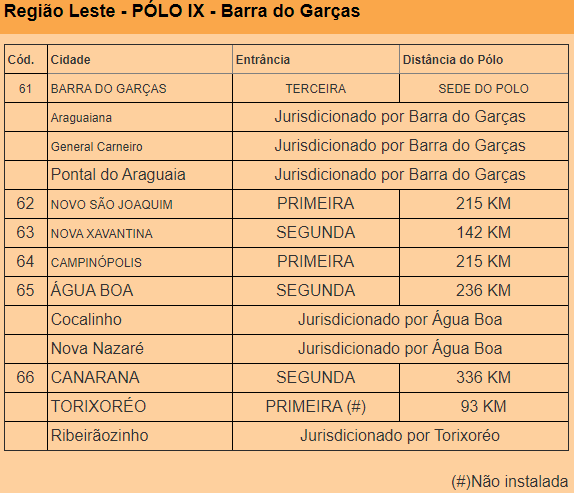 Região Leste - PÓLO IX - Barra do Garças
Cód. Cidade Entrância Distância do Pólo
61 BARRA DO GARÇAS TERCEIRA SEDE DO POLO
Araguaiana Jurisdicionado por Barra do Garças
General Carneiro Jurisdicionado por Barra do Garças
Pontal do Araguaia Jurisdicionado por Barra do Garças
62 NOVO SÃO JOAQUIM PRIMEIRA 215 KM
63 NOVA XAVANTINA SEGUNDA 142 KM
64 CAMPINÓPOLIS PRIMEIRA 215 KM
65 ÁGUA BOA SEGUNDA 236 KM
Cocalinho Jurisdicionado por Água Boa
Nova Nazaré Jurisdicionado por Água Boa
66 CANARANA SEGUNDA 336 KM
TORIXORÉO PRIMEIRA (#) 93 KM
Ribeirãozinho Jurisdicionado por Torixoréo
(#)Não instalada